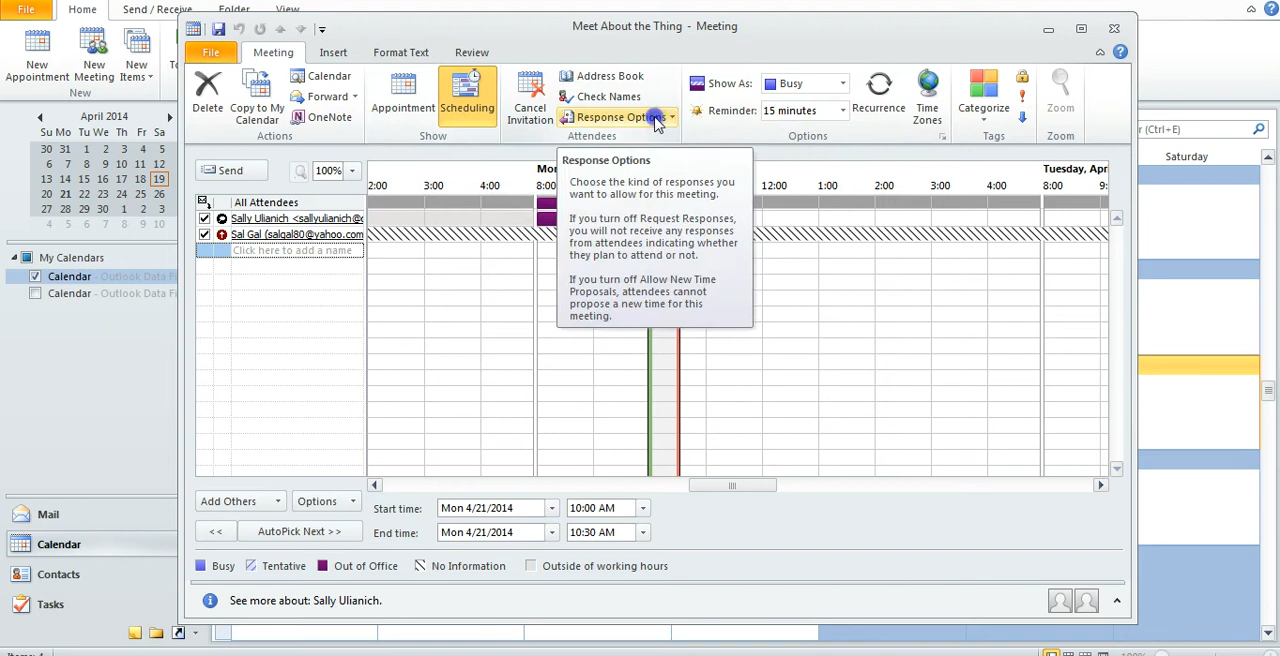 File Home Send / Receive Folder View
Meet About the Thing - Meeting
File Meeting Insert Format Text Review
New Appointment
New Meeting
New Items
New
Delete
Copy to My Calendar
Calendar
Forward
OneNote
Actions
Appointment
Scheduling
Show
Cancel Invitation
Address Book
Check Names
Response Options
Attendees
Show As: Busy
Reminder: 15 minutes
Recurrence
Time Zones
Options
Categorize
Tags
Zoom
Zoom
April 2014
Su Mo Tu We Th Fr Sa
30 31 1 2 3 4 5
6 7 8 9 10 11 12
13 14 15 16 17 18 19
20 21 22 23 24 25 26
27 28 29 30 1 2 3
4 5 6 7 8 9 10
My Calendars
Calendar - Outlook Data Fi
Calendar - Outlook Data Fi
Mail
Calendar
Contacts
Tasks
Send
100%
Tuesday, Apr
2:00 3:00 4:00 8:00 12:00 1:00 2:00 3:00 4:00 8:00 9:
All Attendees
Sally Ulianich <sallyulianich@
Sal Gal (salgal80@yahoo.com
Click here to add a name
Response Options
Choose the kind of responses you
want to allow for this meeting.
If you turn off Request Responses,
you will not receive any responses
from attendees indicating whether
they plan to attend or not.
If you turn off Allow New Time
Proposals, attendees cannot
propose a new time for this
meeting.
Add Others Options
<< AutoPick Next >>
Start time: Mon 4/21/2014 10:00 AM
End time: Mon 4/21/2014 10:30 AM
Busy Tentative Out of Office No Information Outside of working hours
See more about: Sally Ulianich.
(Ctrl+E)
Saturday